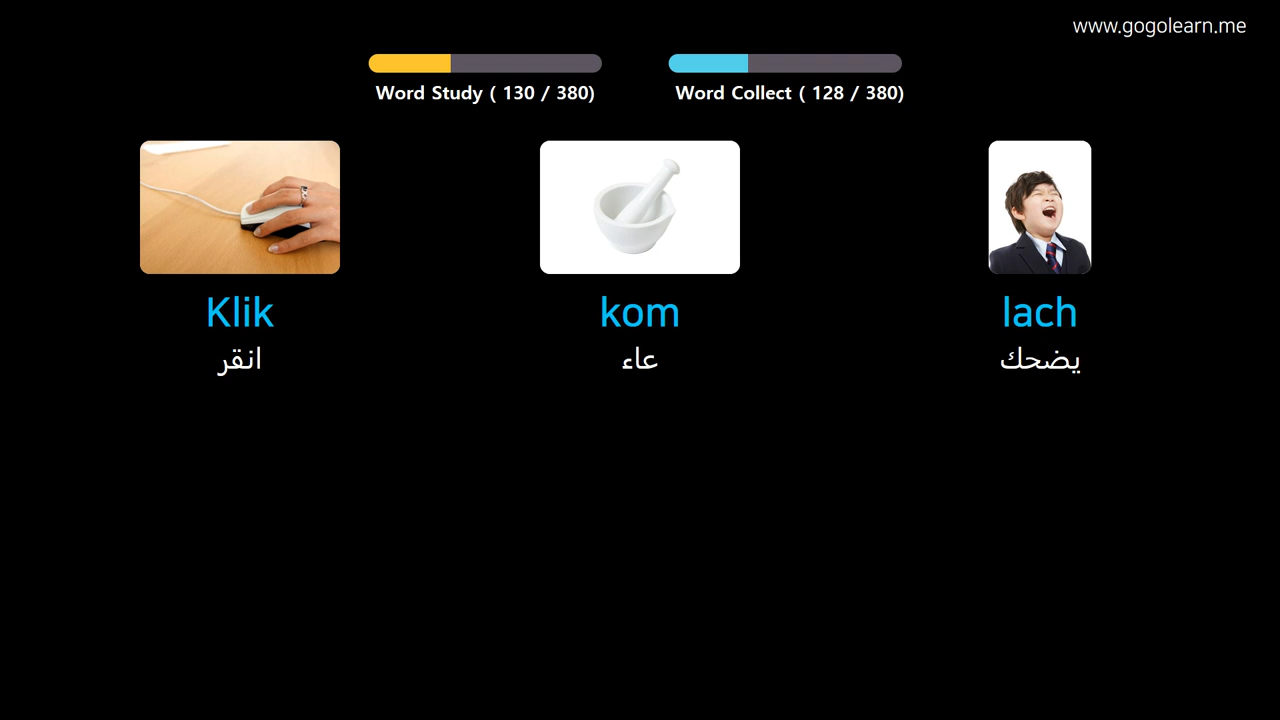 www.gogolearn.me
Word Study ( 130 / 380)
Word Collect ( 128 / 380)
Klik
kom
lach
انقر
عاء
يضحك